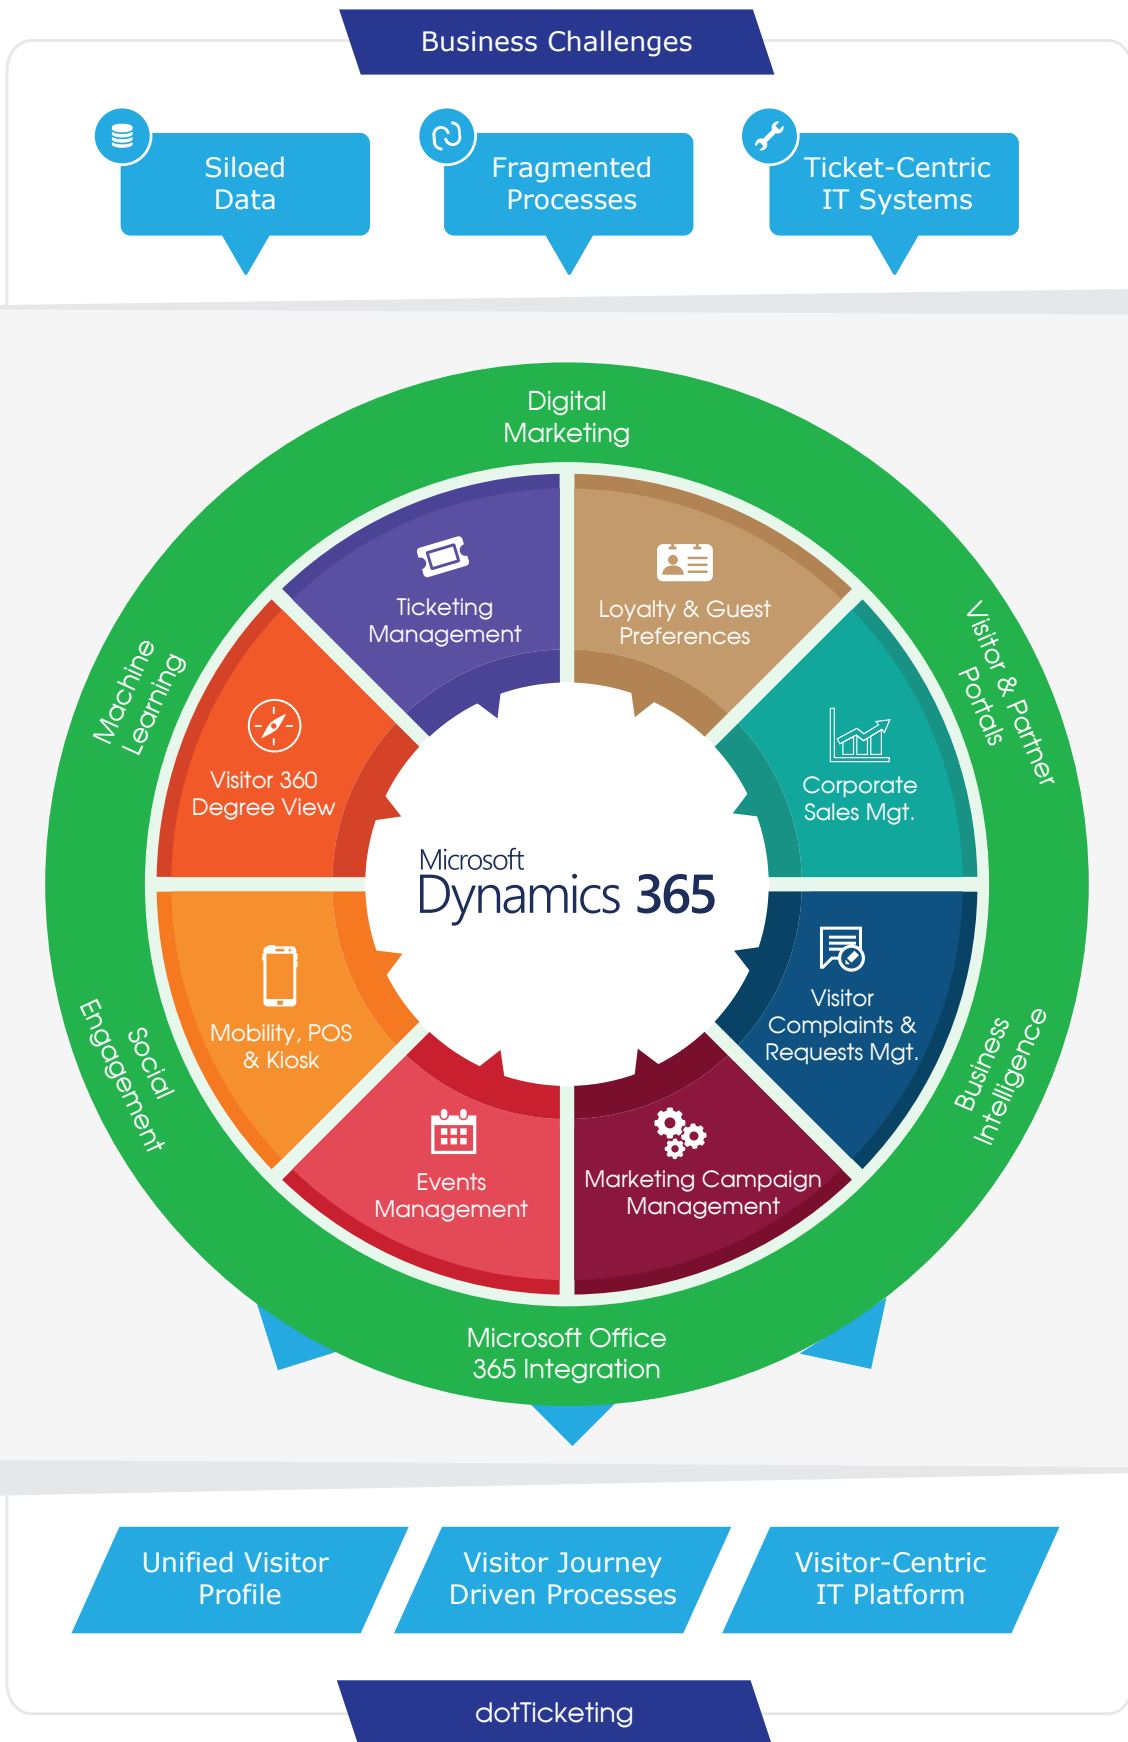 Business Challenges
Siloed
Data
Fragmented
Processes
Ticket-Centric
IT Systems
Digital
Marketing
Ticketing
Management
Loyalty & Guest
Preferences
Machine
Learning
Visitor & Partner
Portals
Visitor 360
Degree View
Corporate
Sales Mgt.
Microsoft
Dynamics 365
Mobility, POS
& Kiosk
Visitor
Complaints &
Requests Mgt.
Social
Engagement
Business
Intelligence
Events
Management
Marketing Campaign
Management
Microsoft Office
365 Integration
Unified Visitor
Profile
Visitor Journey
Driven Processes
Visitor-Centric
IT Platform
dotTicketing